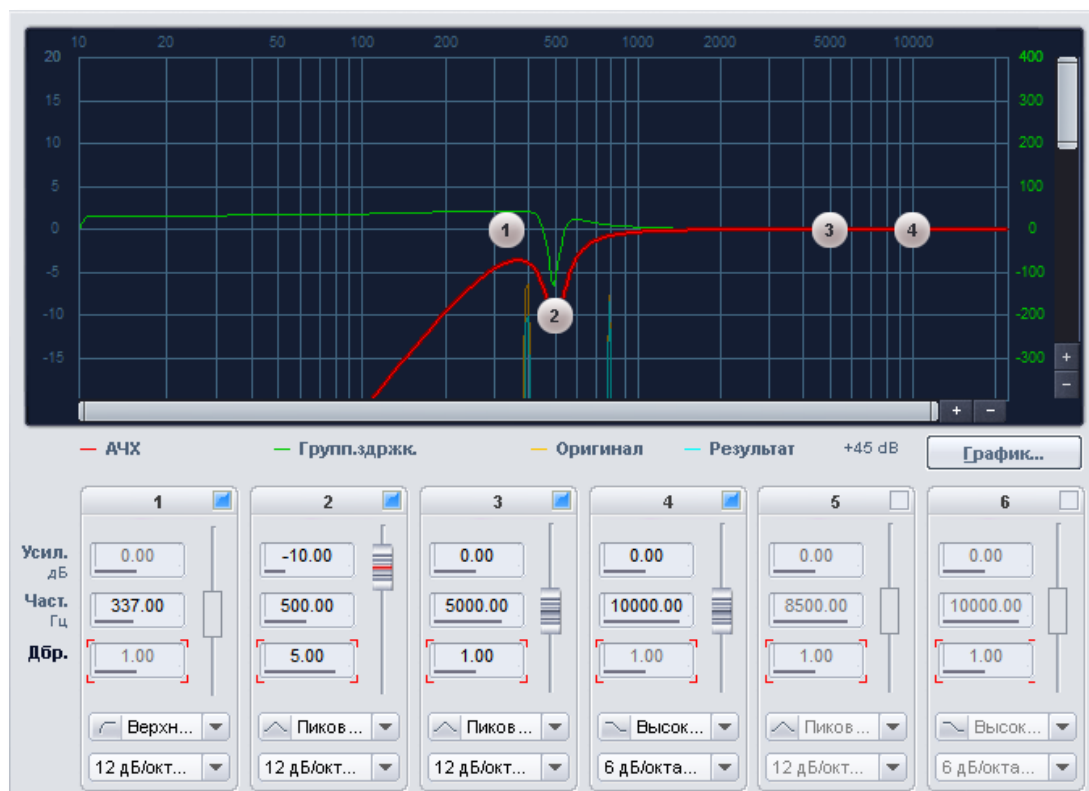 10 20 50 100 200 500 1000 2000 5000 10000
20 400
15 300
10 200
5 100
0 1 3 4 0
-5 -100
-10 2 -200
-15 -300
+
−
+ −
АЧХ Групп.здржк. Оригинал Результат +45 dB График...
1 2 3 4 5 6
Усил. дБ 0.00 -10.00 0.00 0.00 0.00 0.00
Част. Гц 337.00 500.00 5000.00 10000.00 8500.00 10000.00
Дбр. 1.00 5.00 1.00 1.00 1.00 1.00
Верхн... Пиков... Пиков... Высок... Пиков... Высок...
12 дБ/окт... 12 дБ/окт... 12 дБ/окт... 6 дБ/окта... 12 дБ/окт... 6 дБ/окта...